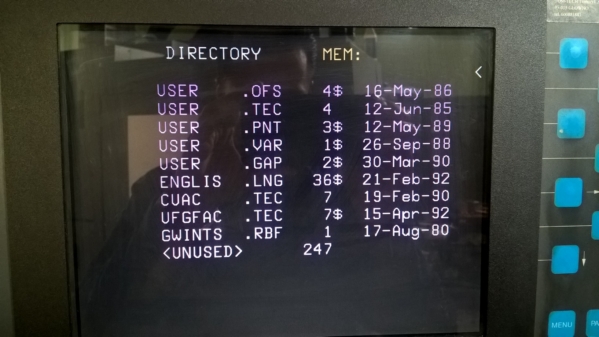 DIRECTORY MEM:
<
USER .OFS 4$ 16-May-86
USER .TEC 4 12-Jun-85
USER .PNT 3$ 12-May-89
USER .VAR 1$ 26-Sep-88
USER .GAP 2$ 30-Mar-90
ENGLIS .LNG 36$ 21-Feb-92
CUAC .TEC 7 19-Feb-90
UFGFAC .TEC 7$ 15-Apr-92
GWINTS .RBF 1 17-Aug-80
<UNUSED> 247
MENU